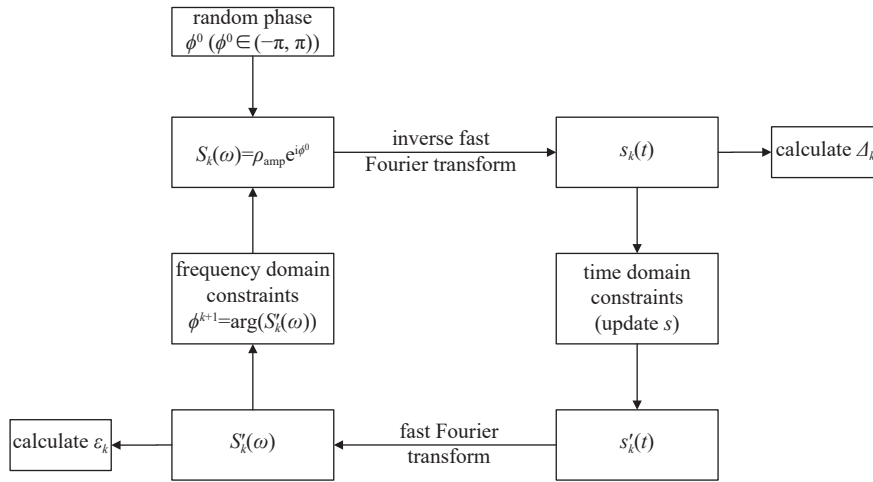 random phase
ϕ⁰ (ϕ⁰∈(−π, π))
Sₖ(ω)=ρₐₘₚe^{iϕ⁰}
inverse fast
Fourier transform
sₖ(t)
calculate Δₖ
frequency domain
constraints
ϕᵏ⁺¹=arg(S′ₖ(ω))
time domain
constraints
(update s)
calculate εₖ
S′ₖ(ω)
fast Fourier
transform
s′ₖ(t)